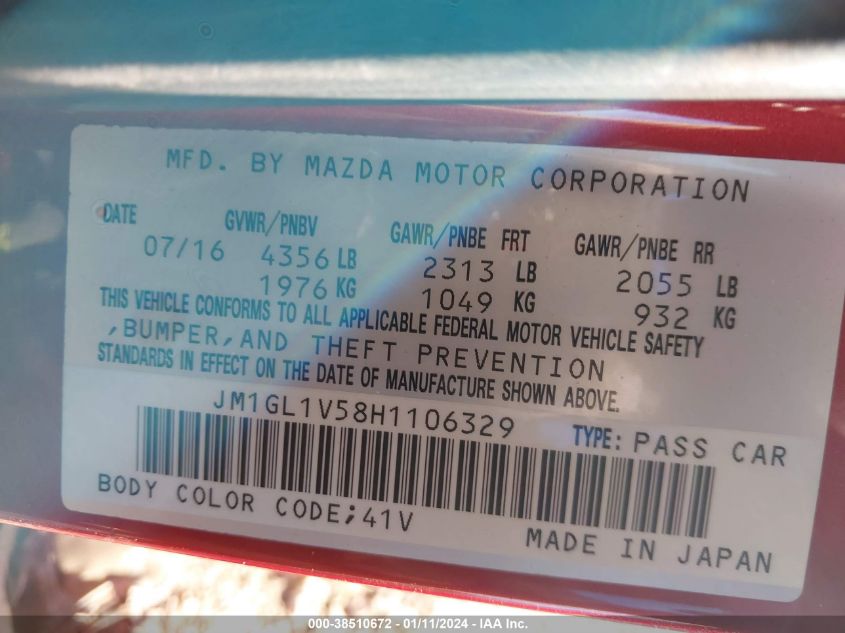 MFD. BY MAZDA MOTOR CORPORATION
DATE GVWR/PNBV GAWR/PNBE FRT GAWR/PNBE RR
07/16 4356 LB 2313 LB 2055 LB
1976 KG 1049 KG 932 KG
THIS VEHICLE CONFORMS TO ALL APPLICABLE FEDERAL MOTOR VEHICLE SAFETY
,BUMPER,AND THEFT PREVENTION
STANDARDS IN EFFECT ON THE DATE OF MANUFACTURE SHOWN ABOVE.
JM1GL1V58H1106329 TYPE: PASS CAR
BODY COLOR CODE;41V
MADE IN JAPAN
000-38510672 - 01/11/2024 - IAA Inc.